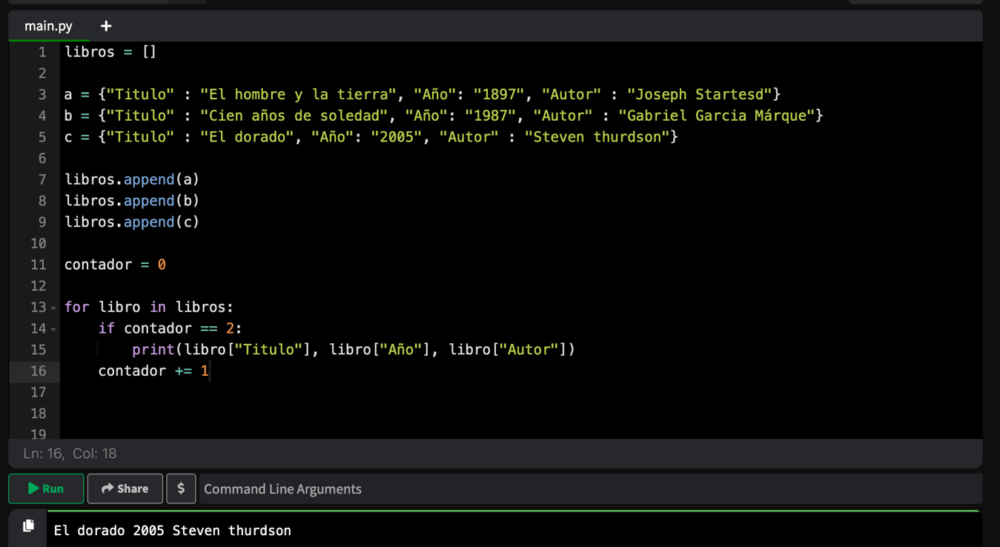 main.py +
1 libros = []
2
3 a = {"Titulo" : "El hombre y la tierra", "Año": "1897", "Autor" : "Joseph Startesd"}
4 b = {"Titulo" : "Cien años de soledad", "Año": "1987", "Autor" : "Gabriel Garcia Márque"}
5 c = {"Titulo" : "El dorado", "Año": "2005", "Autor" : "Steven thurdson"}
6
7 libros.append(a)
8 libros.append(b)
9 libros.append(c)
10
11 contador = 0
12
13 for libro in libros:
14     if contador == 2:
15         print(libro["Titulo"], libro["Año"], libro["Autor"])
16     contador += 1
17
18
19
Ln: 16, Col: 18
Run Share $ Command Line Arguments
El dorado 2005 Steven thurdson